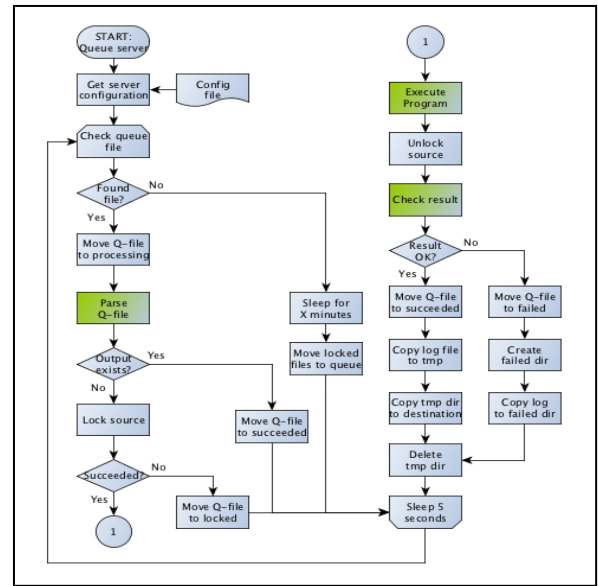 START:
Queue server
Get server
configuration
Config
file
Check queue
file
Found
file?
No
Yes
Move Q-file
to processing
Parse
Q-file
Sleep for
X minutes
Move locked
files to queue
Output
exists?
Yes
No
Lock source
Move Q-file
to succeeded
Succeeded?
No
Yes
Move Q-file
to locked
1
1
Execute
Program
Unlock
source
Check result
Result
OK?
No
Yes
Move Q-file
to succeeded
Move Q-file
to failed
Copy log file
to tmp
Create
failed dir
Copy tmp dir
to destination
Copy log
to failed dir
Delete
tmp dir
Sleep 5
seconds